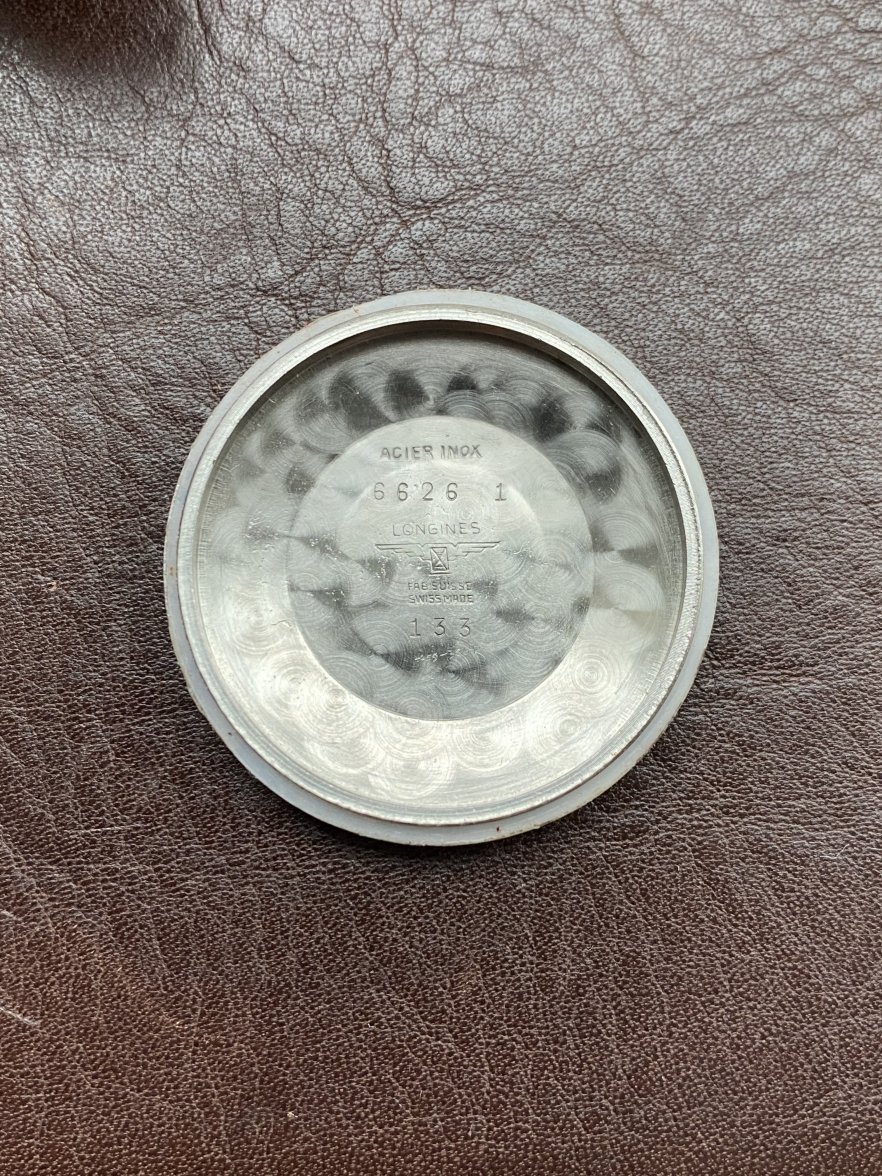 ACIER INOX
6626 1
LONGINES
FAB SUISSE
SWISS MADE
133